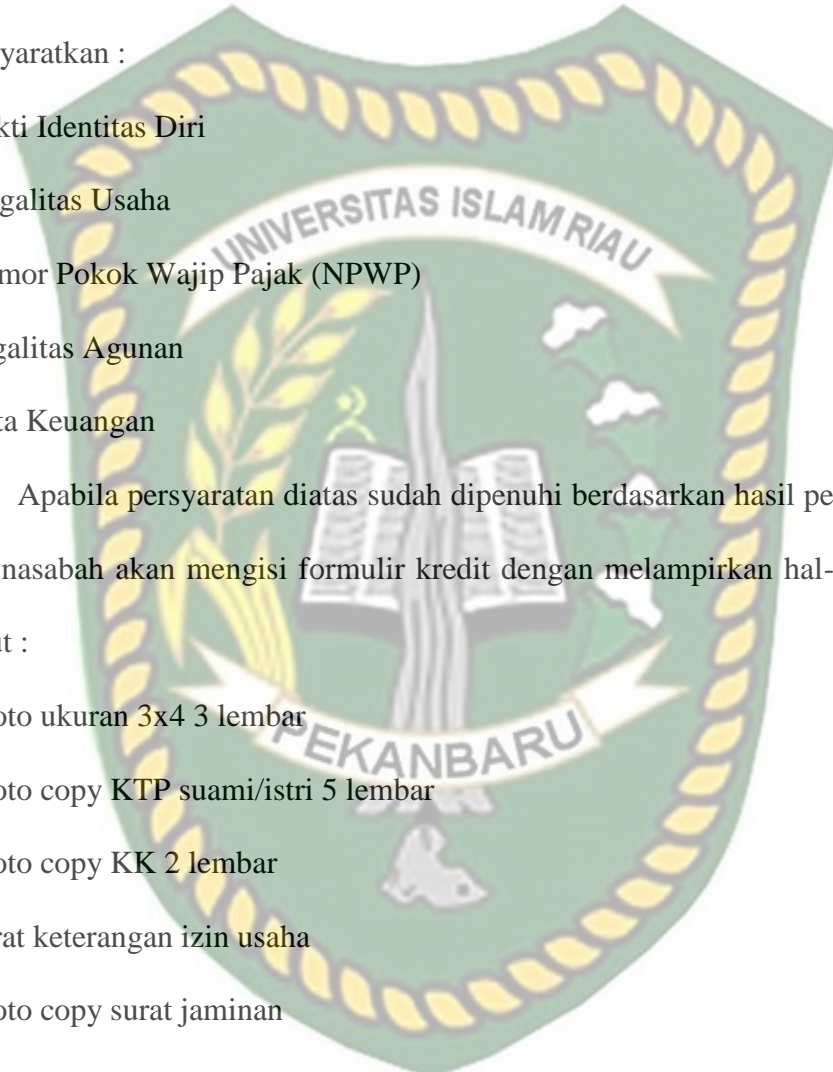 yaratkan :
kti Identitas Diri
galitas Usaha
UNIVERSITAS ISLAM RIAU
mor Pokok Wajip Pajak (NPWP)
galitas Agunan
ta Keuangan
Apabila persyaratan diatas sudah dipenuhi berdasarkan hasil pe
nasabah akan mengisi formulir kredit dengan melampirkan hal-
ut :
oto ukuran 3x4 3 lembar
PEKANBARU
oto copy KTP suami/istri 5 lembar
oto copy KK 2 lembar
rat keterangan izin usaha
oto copy surat jaminan